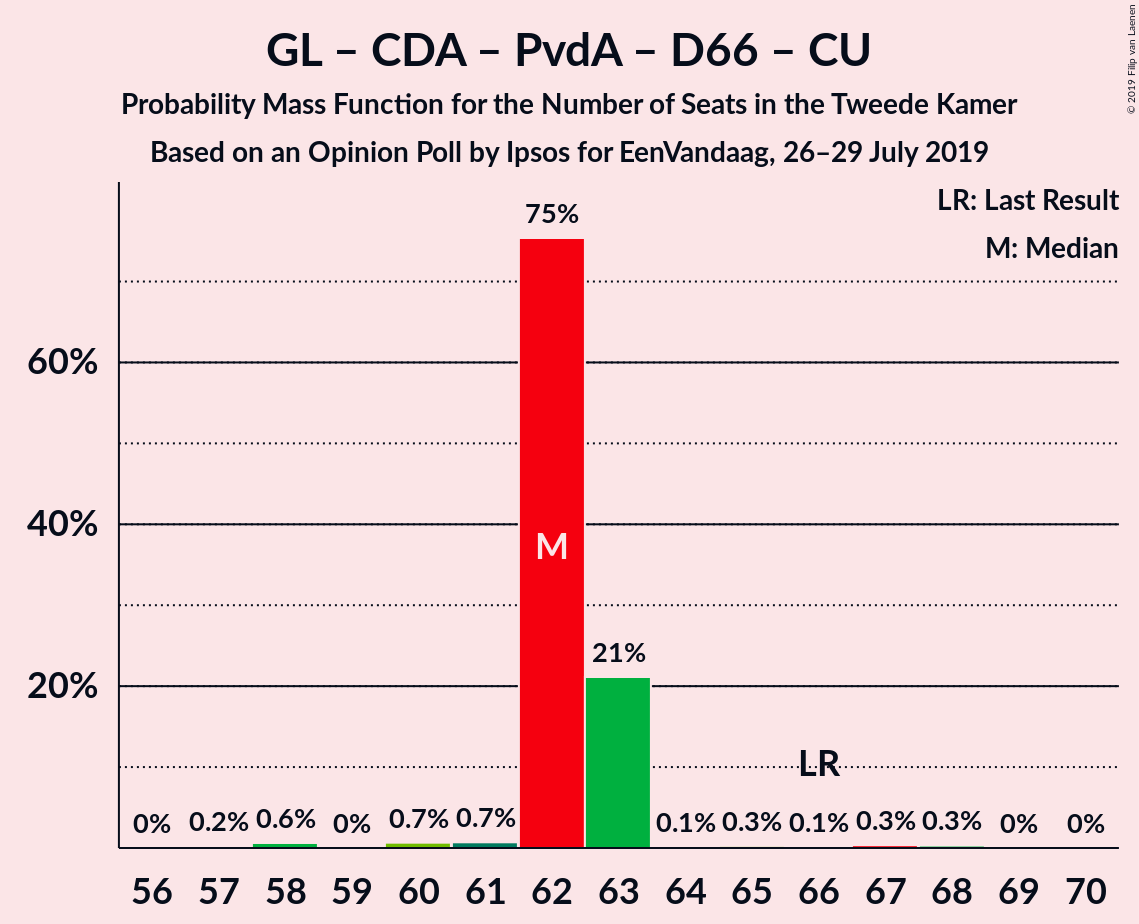 GL – CDA – PvdA – D66 – CU
Probability Mass Function for the Number of Seats in the Tweede Kamer
Based on an Opinion Poll by Ipsos for EenVandaag, 26–29 July 2019
© 2019 Filip van Laenen
LR: Last Result
M: Median
75%
60%
M
40%
21%
20%
LR
0% 0.2% 0.6% 0% 0.7% 0.7% 0.1% 0.3% 0.1% 0.3% 0.3% 0% 0%
56 57 58 59 60 61 62 63 64 65 66 67 68 69 70